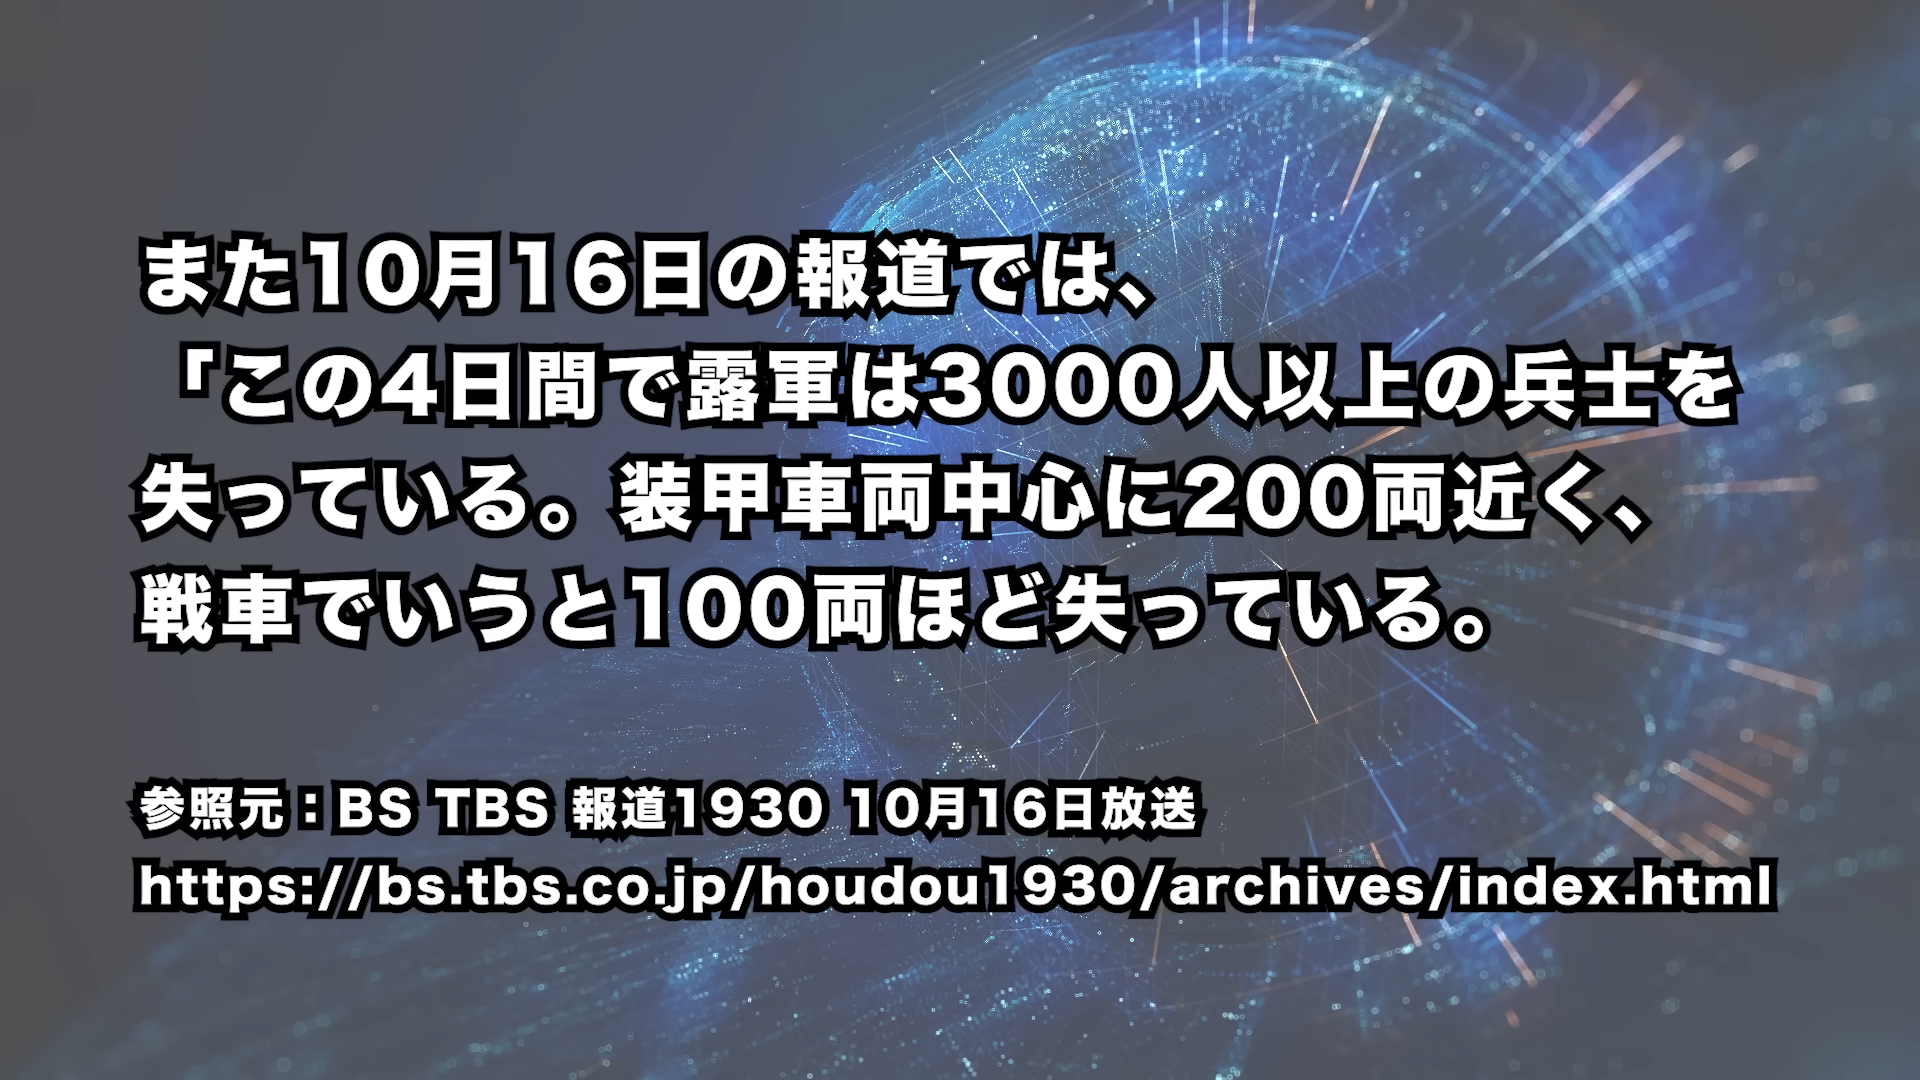 また10月16日の報道では、
「この4日間で露軍は3000人以上の兵士を
失っている。装甲車両中心に200両近く、
戦車でいうと100両ほど失っている。
参照元：BS TBS 報道1930 10月16日放送
https://bs.tbs.co.jp/houdou1930/archives/index.html